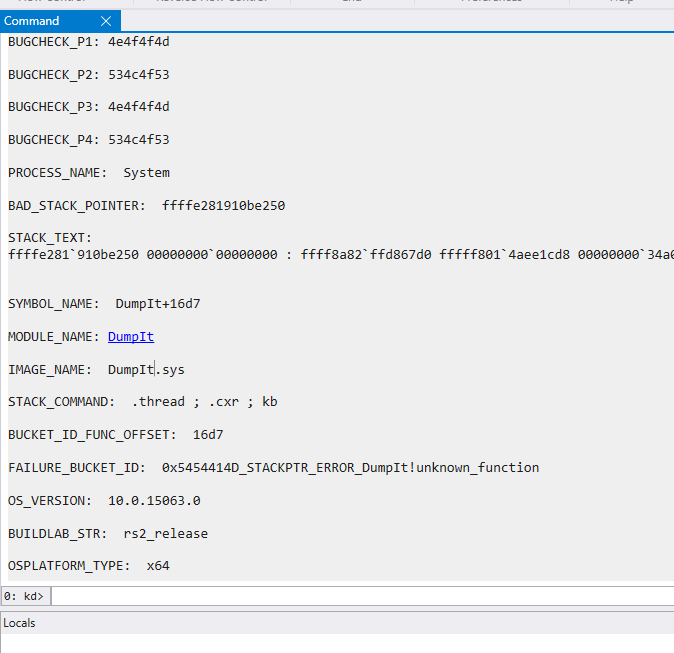 Command
BUGCHECK_P1: 4e4f4f4d
BUGCHECK_P2: 534c4f53
BUGCHECK_P3: 4e4f4f4d
BUGCHECK_P4: 534c4f53
PROCESS_NAME:  System
BAD_STACK_POINTER:  ffffe281910be250
STACK_TEXT:
ffffe281`910be250 00000000`00000000 : ffff8a82`ffd867d0 fffff801`4aee1cd8 00000000`34a0
SYMBOL_NAME:  DumpIt+16d7
MODULE_NAME: DumpIt
IMAGE_NAME:  DumpIt.sys
STACK_COMMAND:  .thread ; .cxr ; kb
BUCKET_ID_FUNC_OFFSET:  16d7
FAILURE_BUCKET_ID:  0x5454414D_STACKPTR_ERROR_DumpIt!unknown_function
OS_VERSION:  10.0.15063.0
BUILDLAB_STR:  rs2_release
OSPLATFORM_TYPE:  x64
0: kd>
Locals